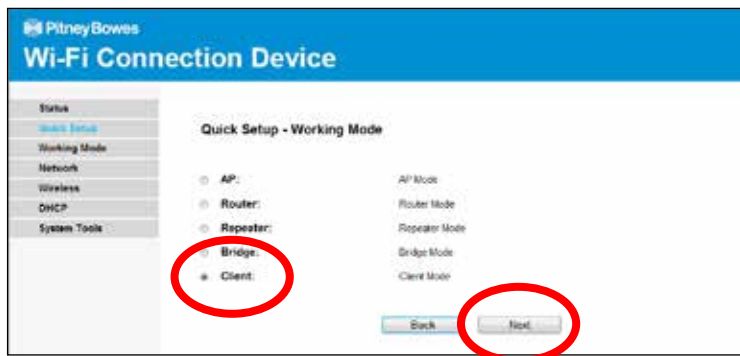 Pitney Bowes
Wi-Fi Connection Device
Status
Quick Setup
Working Mode
Network
Wireless
DHCP
System Tools
Quick Setup - Working Mode
AP: AP Mode
Router: Router Mode
Repeater: Repeater Mode
Bridge: Bridge Mode
Client: Client Mode
Back Next